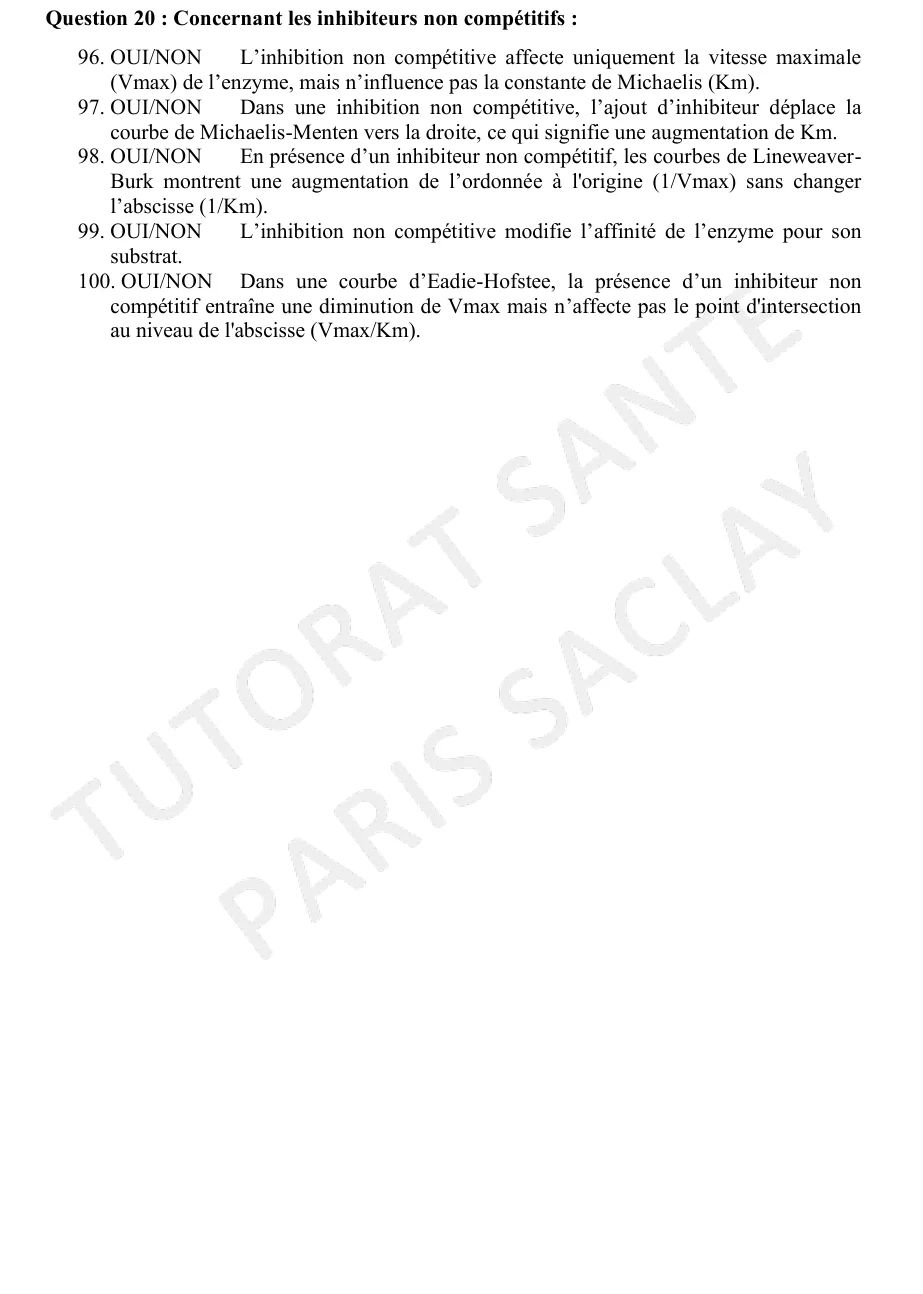 Question 20 : Concernant les inhibiteurs non compétitifs :
96. OUI/NON L’inhibition non compétitive affecte uniquement la vitesse maximale
(Vmax) de l’enzyme, mais n’influence pas la constante de Michaelis (Km).
97. OUI/NON Dans une inhibition non compétitive, l’ajout d’inhibiteur déplace la
courbe de Michaelis-Menten vers la droite, ce qui signifie une augmentation de Km.
98. OUI/NON En présence d’un inhibiteur non compétitif, les courbes de Lineweaver-
Burk montrent une augmentation de l’ordonnée à l'origine (1/Vmax) sans changer
l’abscisse (1/Km).
99. OUI/NON L’inhibition non compétitive modifie l’affinité de l’enzyme pour son
substrat.
100. OUI/NON Dans une courbe d’Eadie-Hofstee, la présence d’un inhibiteur non
compétitif entraîne une diminution de Vmax mais n’affecte pas le point d'intersection
au niveau de l'abscisse (Vmax/Km).
TUTORAT SANTE
PARIS SACLAY